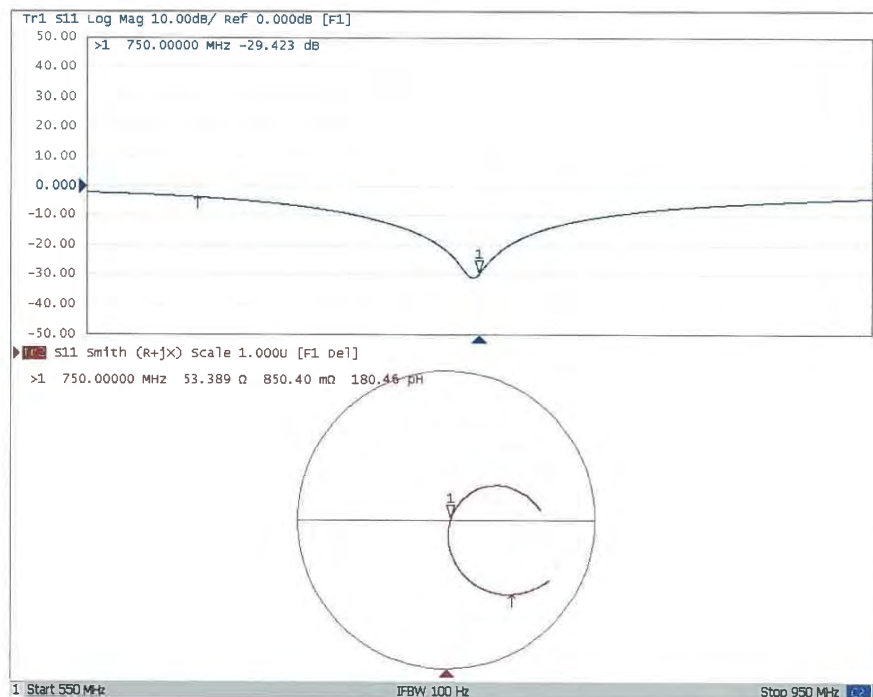 Tr1 S11 Log Mag 10.00dB/ Ref 0.000dB [F1]
50.00
>1 750.00000 MHz -29.423 dB
40.00
30.00
20.00
10.00
0.000
-10.00
1
-20.00
-30.00
-40.00
-50.00
Tr2 S11 Smith (R+jX) Scale 1.000U [F1 Del]
>1 750.00000 MHz 53.389 Ω 850.40 mΩ 180.46 pH
1
1 Start 550 MHz IFBW 100 Hz Stop 950 MHz C2